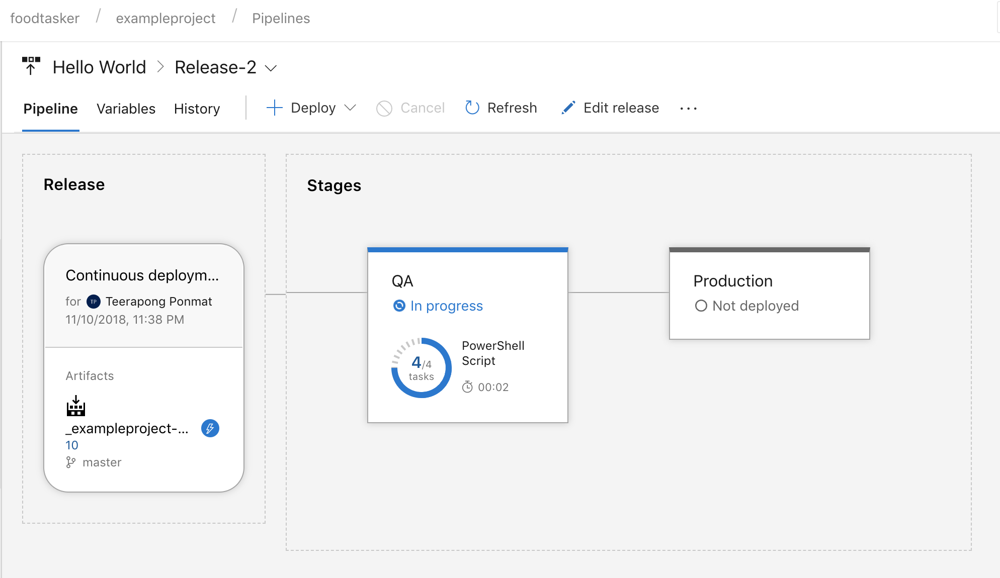 foodtasker / exampleproject / Pipelines
Hello World > Release-2
Pipeline Variables History Deploy Cancel Refresh Edit release ...
Release
Continuous deploym...
for TP Teerapong Ponmat
11/10/2018, 11:38 PM
Artifacts
_exampleproject-...
10
master
Stages
QA
In progress
4/4
tasks
PowerShell
Script
00:02
Production
Not deployed